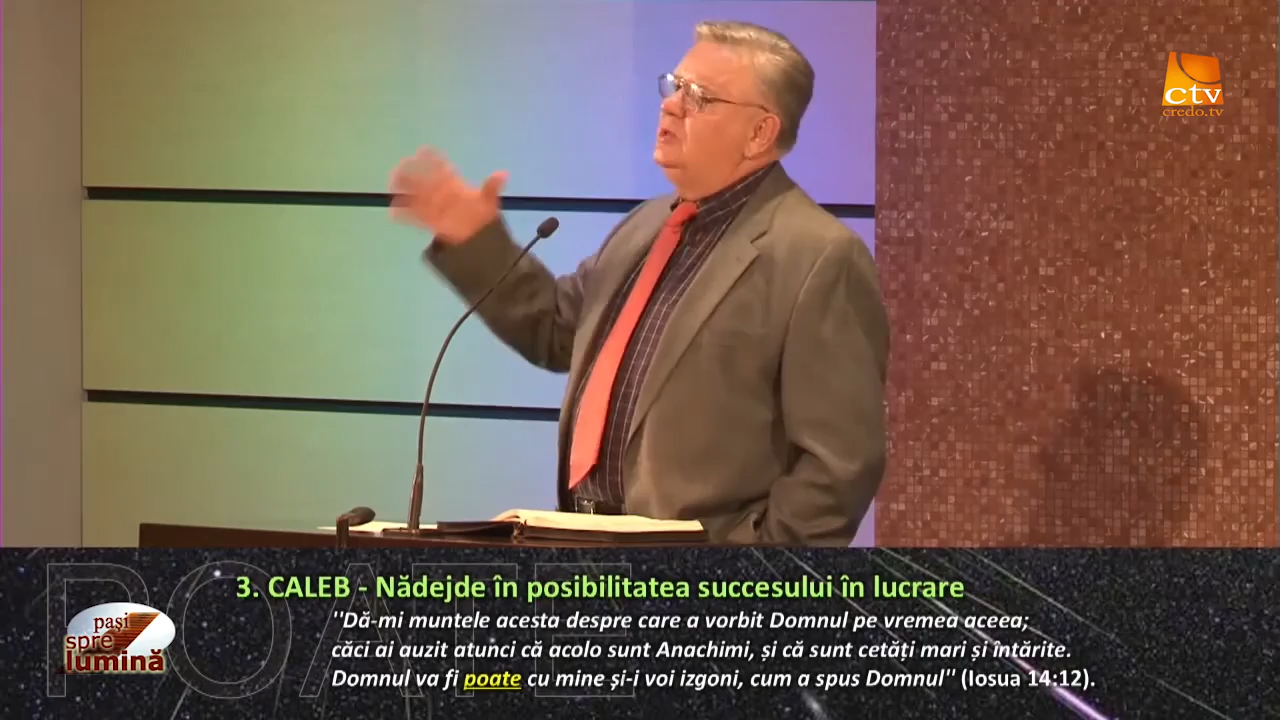 ctv
credo.tv
POATE
3. CALEB - Nădejde în posibilitatea succesului în lucrare
pași
spre
lumină
"Dă-mi muntele acesta despre care a vorbit Domnul pe vremea aceea;
căci ai auzit atunci că acolo sunt Anachimi, și că sunt cetăți mari și întărite.
Domnul va fi poate cu mine și-i voi izgoni, cum a spus Domnul" (Iosua 14:12).